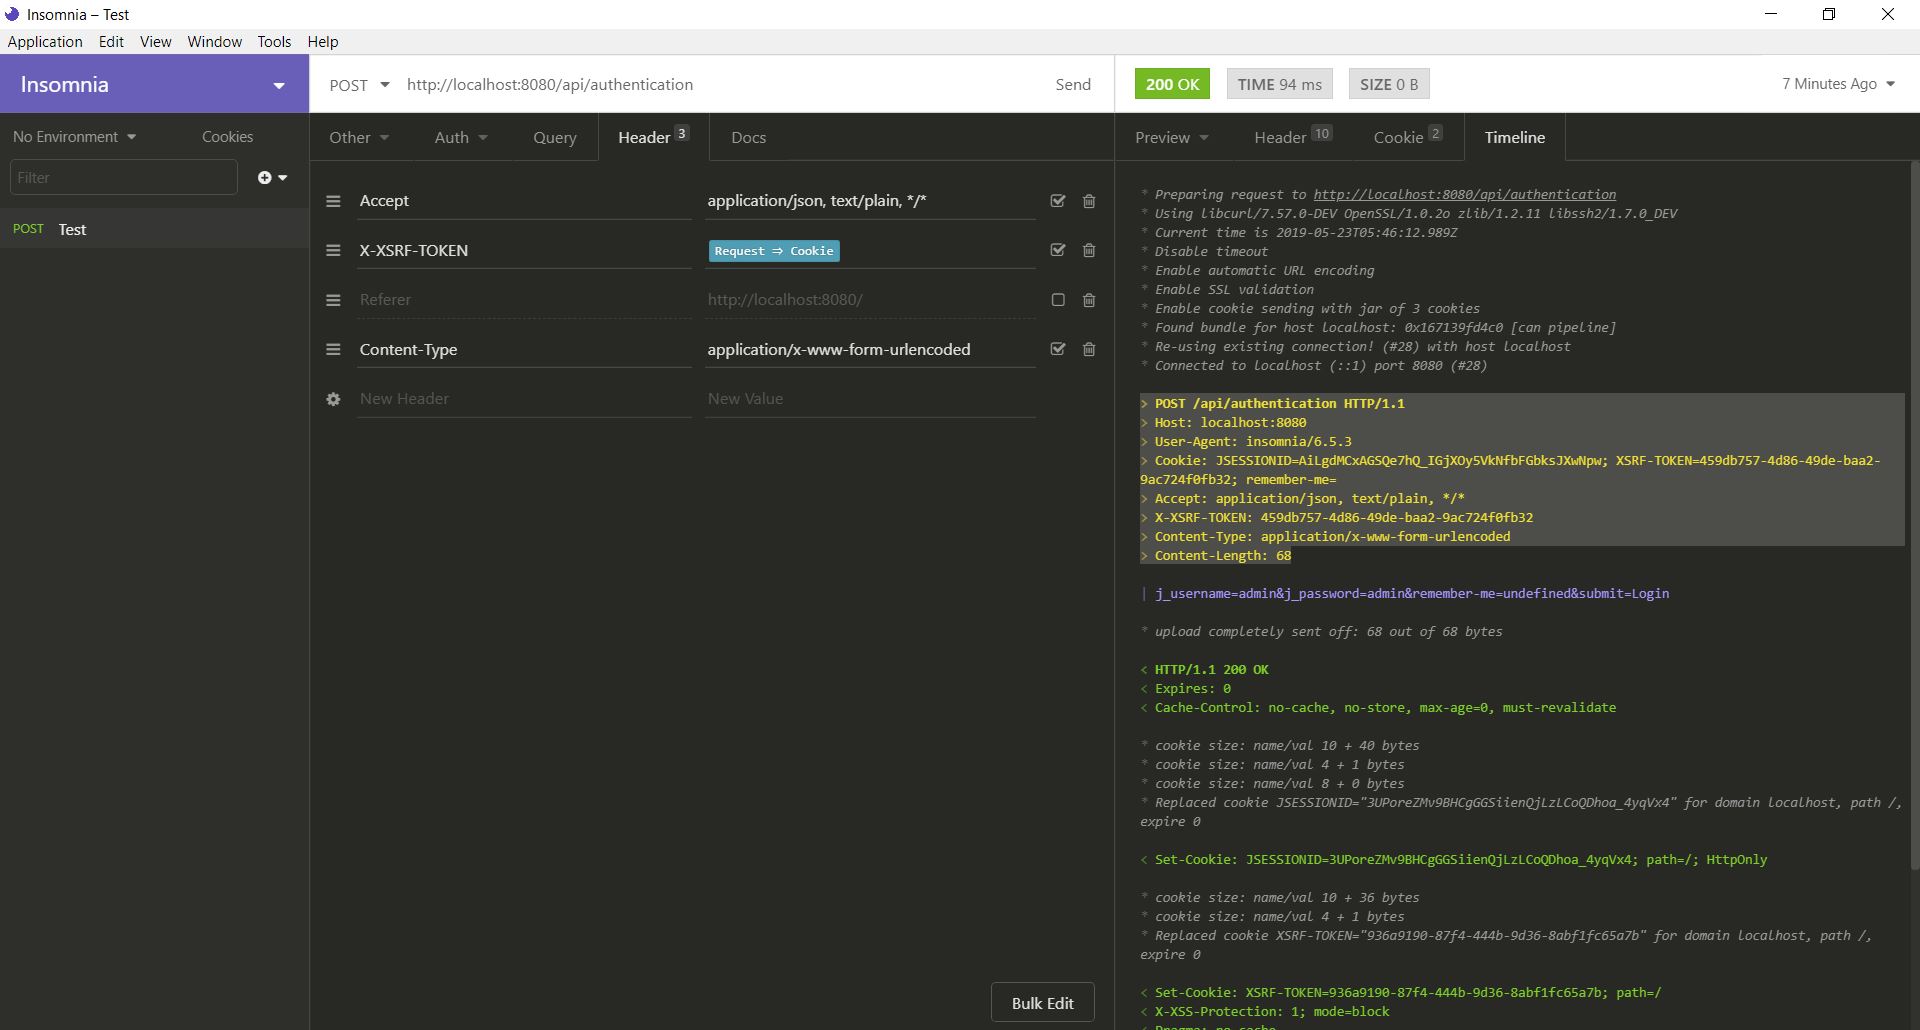 Insomnia – Test
Application Edit View Window Tools Help
Insomnia
POST http://localhost:8080/api/authentication Send
200 OK TIME 94 ms SIZE 0 B 7 Minutes Ago
No Environment Cookies
Filter
POST Test
Other Auth Query Header 3 Docs
Accept application/json, text/plain, */*
X-XSRF-TOKEN Request ⇒ Cookie
Referer http://localhost:8080/
Content-Type application/x-www-form-urlencoded
New Header New Value
Bulk Edit
Preview Header 10 Cookie 2 Timeline
* Preparing request to http://localhost:8080/api/authentication
* Using libcurl/7.57.0-DEV OpenSSL/1.0.2o zlib/1.2.11 libssh2/1.7.0_DEV
* Current time is 2019-05-23T05:46:12.989Z
* Disable timeout
* Enable automatic URL encoding
* Enable SSL validation
* Enable cookie sending with jar of 3 cookies
* Found bundle for host localhost: 0x167139fd4c0 [can pipeline]
* Re-using existing connection! (#28) with host localhost
* Connected to localhost (::1) port 8080 (#28)
> POST /api/authentication HTTP/1.1
> Host: localhost:8080
> User-Agent: insomnia/6.5.3
> Cookie: JSESSIONID=AiLgdMCxAGSQe7hQ_IGjXOy5VkNfbFGbksJXwNpw; XSRF-TOKEN=459db757-4d86-49de-baa2-
9ac724f0fb32; remember-me=
> Accept: application/json, text/plain, */*
> X-XSRF-TOKEN: 459db757-4d86-49de-baa2-9ac724f0fb32
> Content-Type: application/x-www-form-urlencoded
> Content-Length: 68
| j_username=admin&j_password=admin&remember-me=undefined&submit=Login
* upload completely sent off: 68 out of 68 bytes
< HTTP/1.1 200 OK
< Expires: 0
< Cache-Control: no-cache, no-store, max-age=0, must-revalidate
* cookie size: name/val 10 + 40 bytes
* cookie size: name/val 4 + 1 bytes
* cookie size: name/val 8 + 0 bytes
* Replaced cookie JSESSIONID="3UPoreZMv9BHCgGGSiienQjLzLCoQDhoa_4yqVx4" for domain localhost, path /,
expire 0
< Set-Cookie: JSESSIONID=3UPoreZMv9BHCgGGSiienQjLzLCoQDhoa_4yqVx4; path=/; HttpOnly
* cookie size: name/val 10 + 36 bytes
* cookie size: name/val 4 + 1 bytes
* Replaced cookie XSRF-TOKEN="936a9190-87f4-444b-9d36-8abf1fc65a7b" for domain localhost, path /,
expire 0
< Set-Cookie: XSRF-TOKEN=936a9190-87f4-444b-9d36-8abf1fc65a7b; path=/
< X-XSS-Protection: 1; mode=block
< Pragma: no-cache